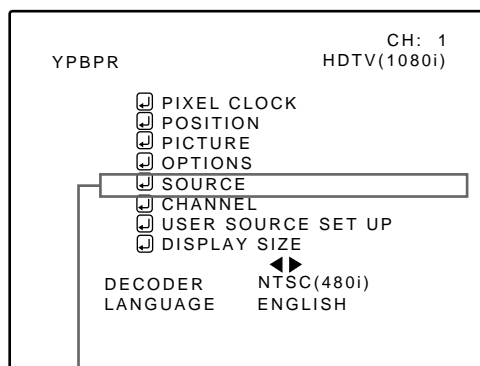 CH: 1
YPBPR HDTV(1080i)
PIXEL CLOCK
POSITION
PICTURE
OPTIONS
SOURCE
CHANNEL
USER SOURCE SET UP
DISPLAY SIZE
DECODER NTSC(480i)
LANGUAGE ENGLISH